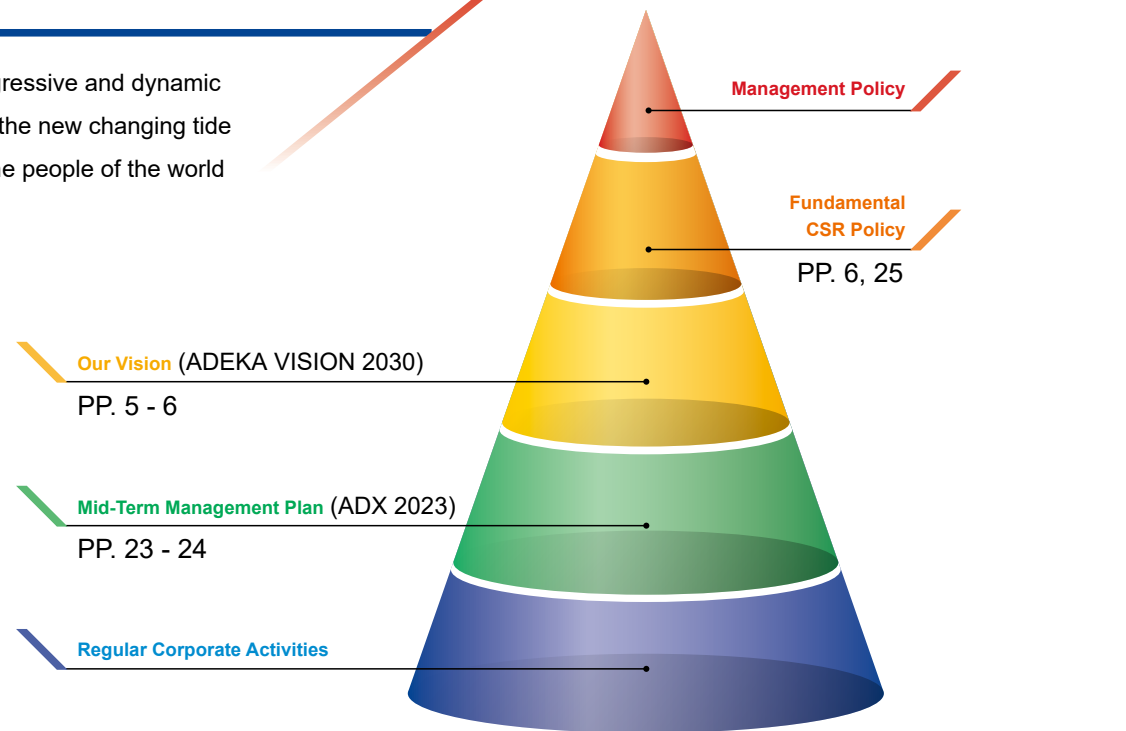 gressive and dynamic
the new changing tide
people of the world
Management Policy
Fundamental
CSR Policy
PP. 6, 25
Our Vision (ADEKA VISION 2030)
PP. 5 - 6
Mid-Term Management Plan (ADX 2023)
PP. 23 - 24
Regular Corporate Activities